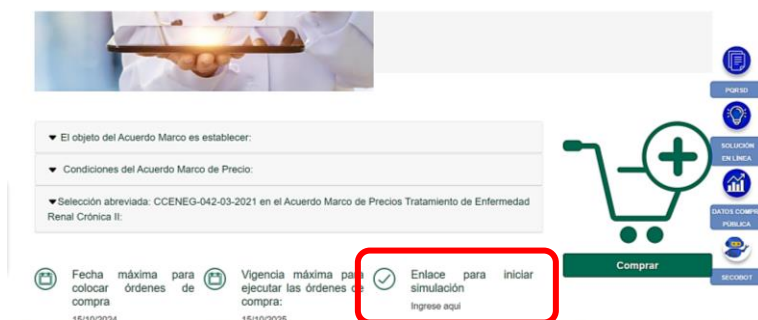 ▾ El objeto del Acuerdo Marco es establecer:
▾ Condiciones del Acuerdo Marco de Precio:
▾Selección abreviada: CCENEG-042-03-2021 en el Acuerdo Marco de Precios Tratamiento de Enfermedad
Renal Crónica II:
Fecha máxima para
colocar órdenes de
compra
15/10/2024
Vigencia máxima para
ejecutar las órdenes de
compra:
15/10/2025
Enlace para iniciar
simulación
Ingrese aquí
Comprar
PQRSD
SOLUCIÓN
EN LÍNEA
DATOS COMPR
PÚBLICA
SECOBOT